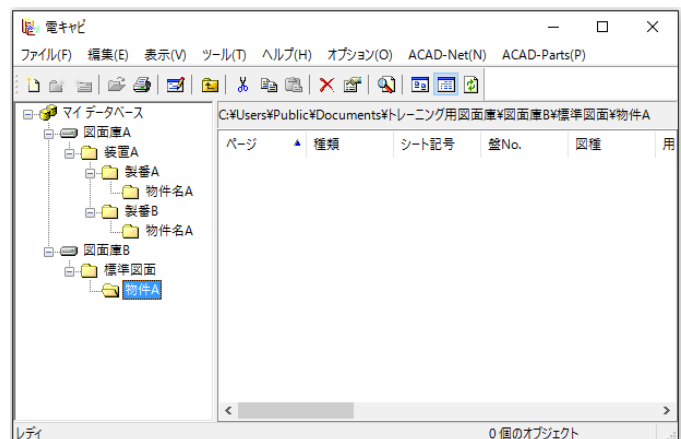 電キャビ
ファイル(F) 編集(E) 表示(V) ツール(T) ヘルプ(H) オプション(O) ACAD-Net(N) ACAD-Parts(P)
マイ データベース
図面庫A
装置A
製番A
物件名A
製番B
物件名A
図面庫B
標準図面
物件A
C:¥Users¥Public¥Documents¥トレーニング用図面庫¥図面庫B¥標準図面¥物件A
ページ 種類 シート記号 盤No. 図種 用
レディ 0 個のオブジェクト